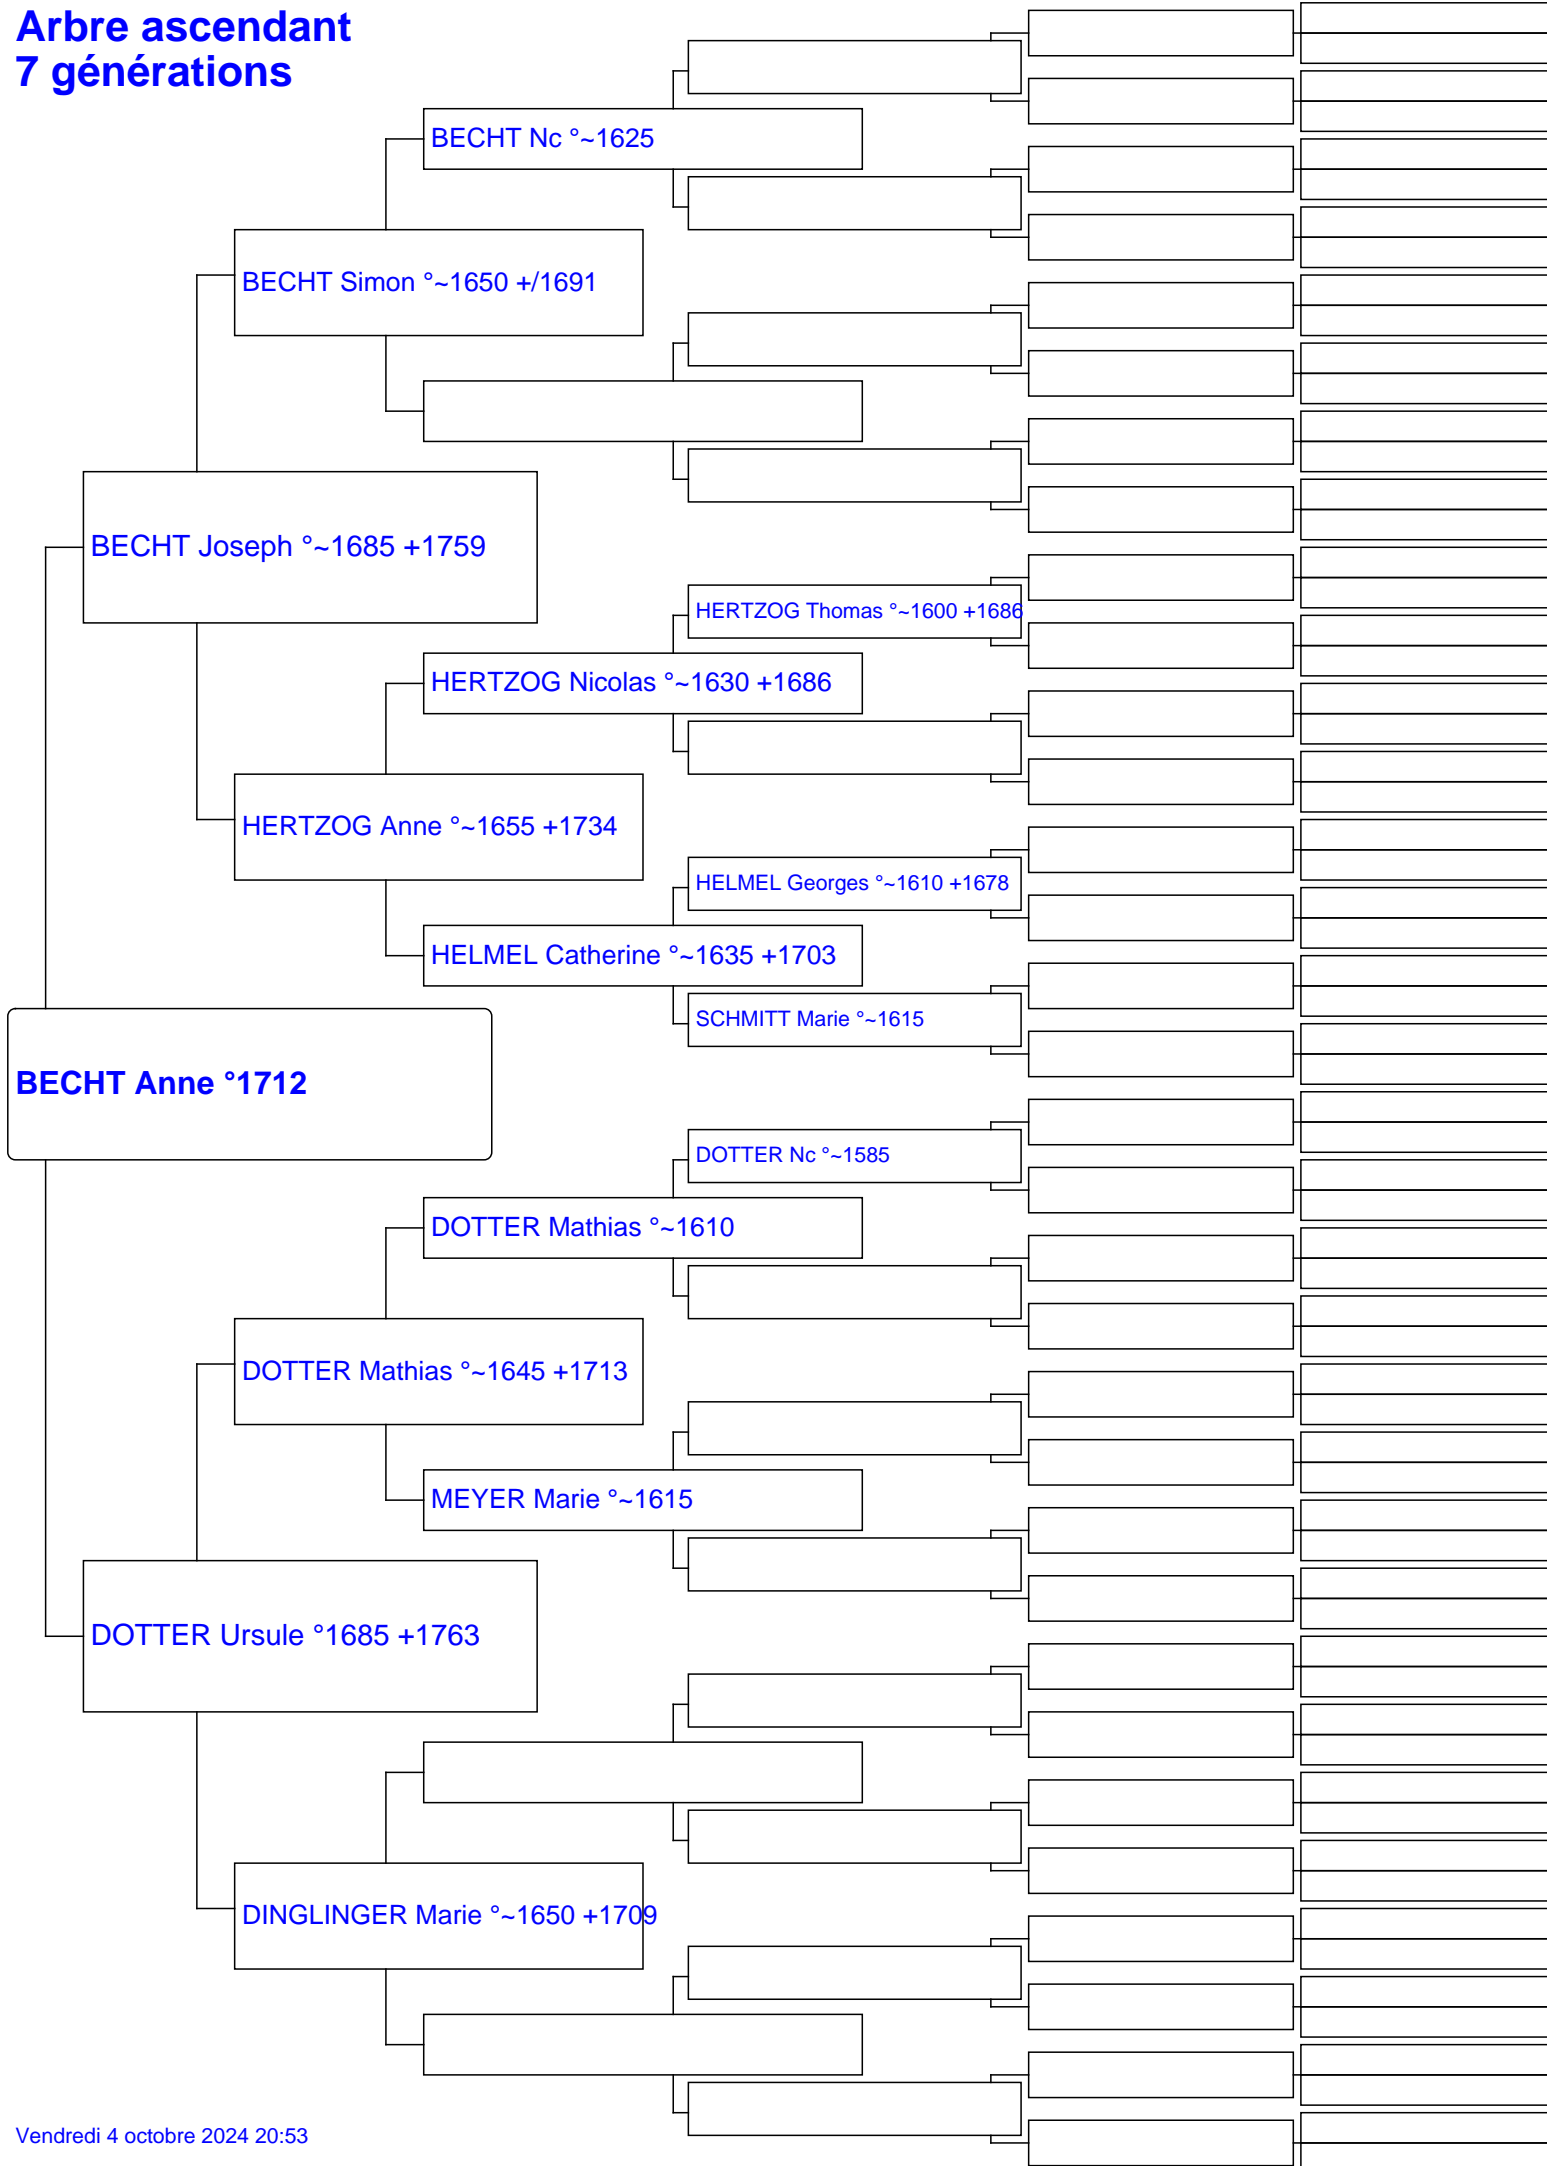 Arbre ascendant
7 générations
BECHT Nc °~1625
BECHT Simon °~1650 +/1691
BECHT Joseph °~1685 +1759
HERTZOG Thomas °~1600 +1686
HERTZOG Nicolas °~1630 +1686
HERTZOG Anne °~1655 +1734
HELMEL Georges °~1610 +1678
HELMEL Catherine °~1635 +1703
SCHMITT Marie °~1615
BECHT Anne °1712
DOTTER Nc °~1585
DOTTER Mathias °~1610
DOTTER Mathias °~1645 +1713
MEYER Marie °~1615
DOTTER Ursule °1685 +1763
DINGLINGER Marie °~1650 +1709
Vendredi 4 octobre 2024 20:53